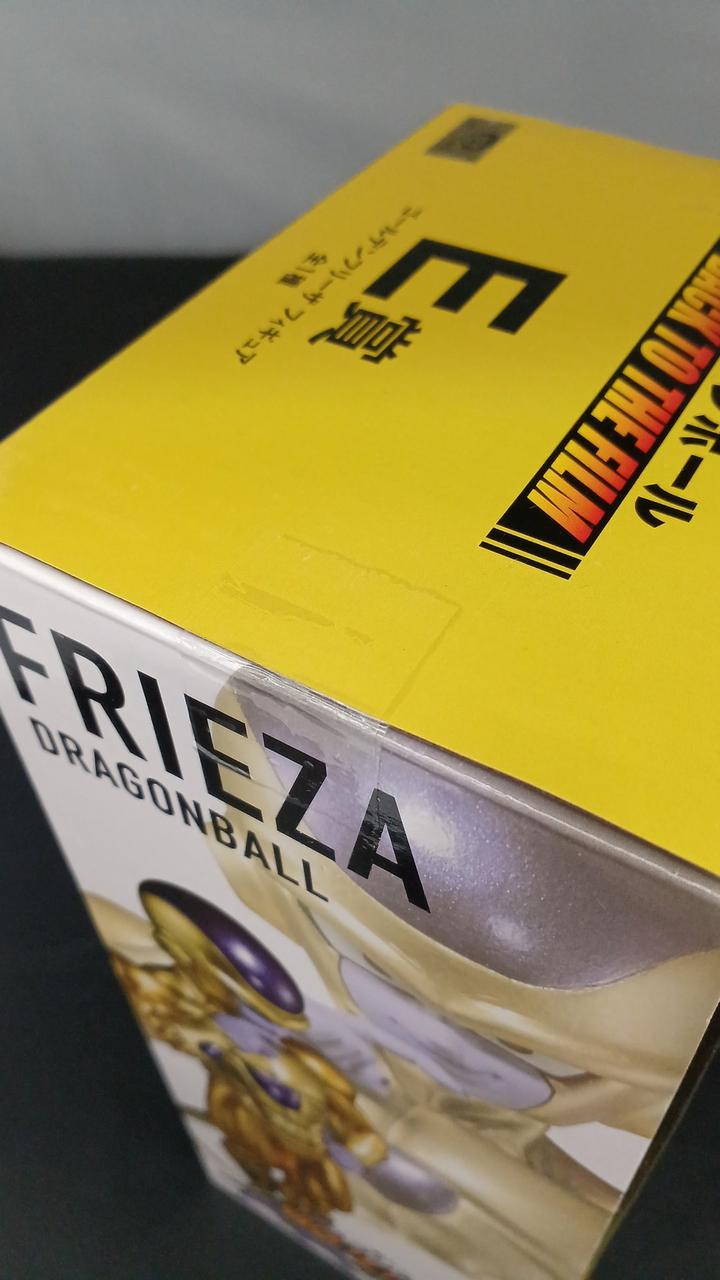 E賞
ゴールデンフリーザ フィギュア
全1種
BACK TO THE FILM
ボール
FRIEZA
DRAGONBALL